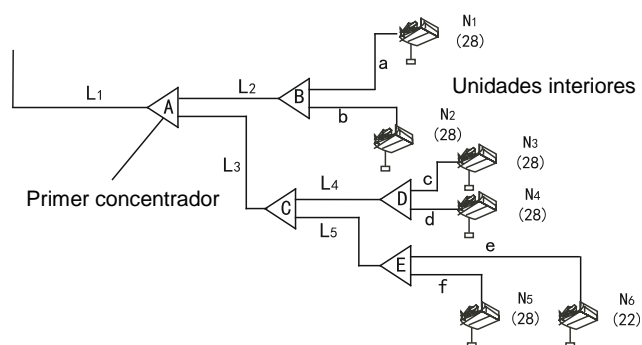 N1
(28)
a
Unidades interiores
L1
A
L2
B
b
N2
(28)
N3
(28)
L3
Primer concentrador
L4
c
D
d
N4
(28)
C
L5
e
E
f
N5
(28)
N6
(22)